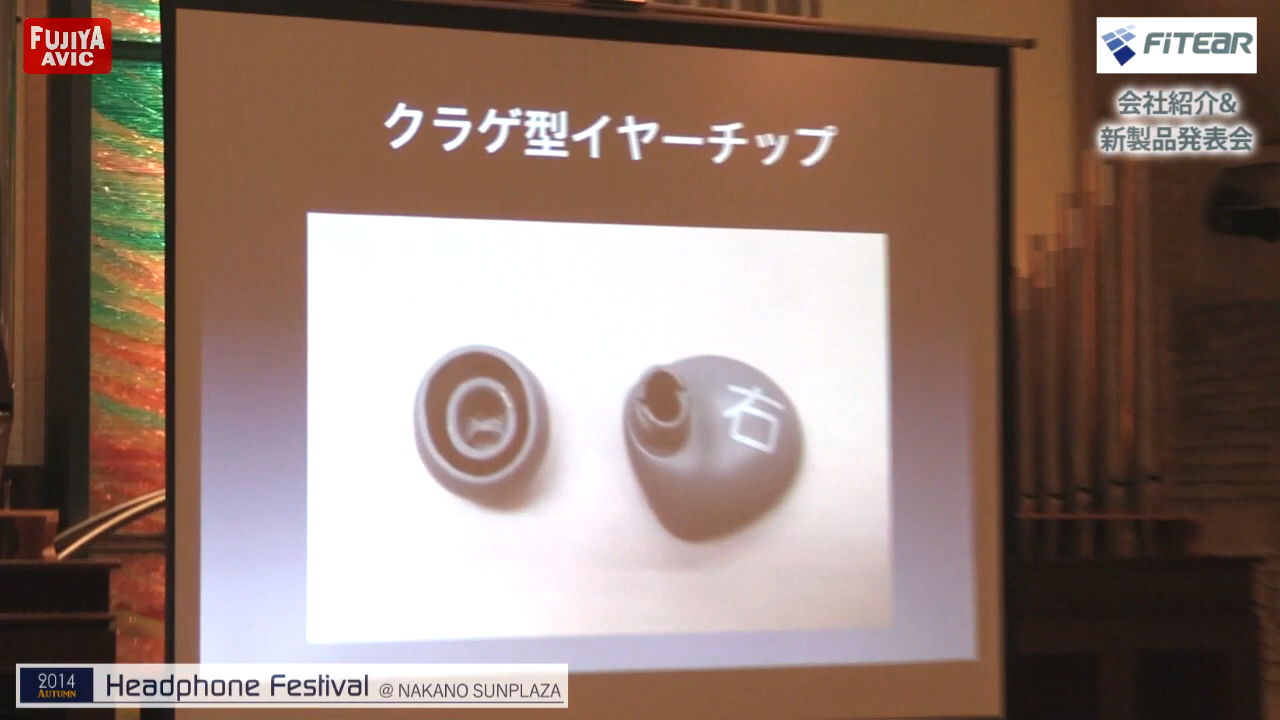 FUJIYA
AVIC
FITEAR
会社紹介&
新製品発表会
クラゲ型イヤーチップ
右
2014
AUTUMN
Headphone Festival @ NAKANO SUNPLAZA